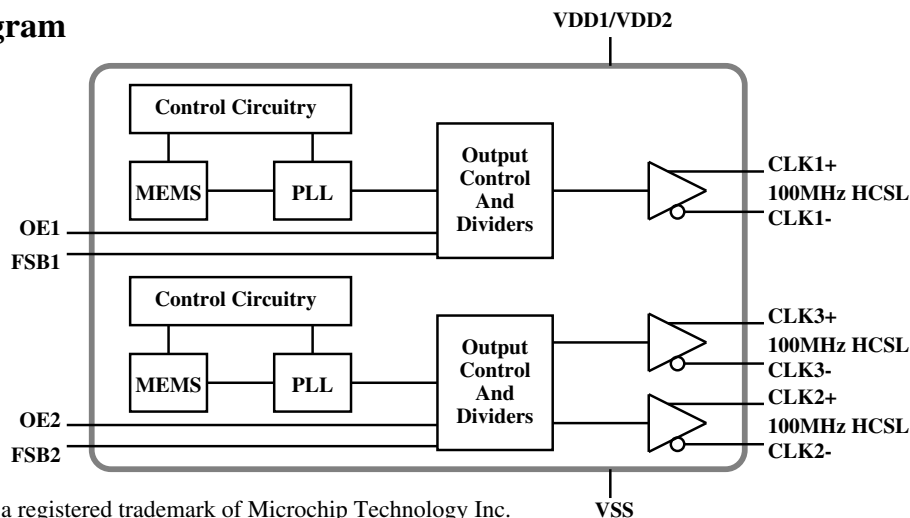 gram
VDD1/VDD2
Control Circuitry
MEMS
PLL
Output
Control
And
Dividers
CLK1+
100MHz HCSL
CLK1-
OE1
FSB1
Control Circuitry
MEMS
PLL
Output
Control
And
Dividers
CLK3+
100MHz HCSL
CLK3-
CLK2+
100MHz HCSL
CLK2-
OE2
FSB2
a registered trademark of Microchip Technology Inc.
VSS